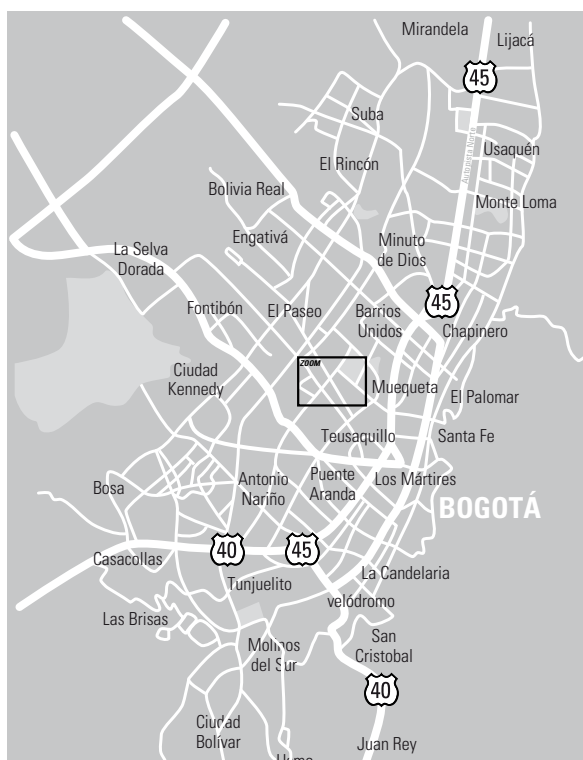 Mirandela
Lijacá
45
Suba
Autopista Norte
Usaquén
El Rincón
Bolivia Real
Monte Loma
Engativá
Minuto
de Dios
La Selva
Dorada
45
Fontibón
El Paseo
Barrios
Unidos
Chapinero
ZOOM
Ciudad
Kennedy
Muequeta
El Palomar
Teusaquillo
Santa Fe
Antonio
Nariño
Puente
Aranda
Los Mártires
Bosa
BOGOTÁ
40
45
Casacollas
Tunjuelito
La Candelaria
velódromo
Las Brisas
San
Cristobal
Molinos
del Sur
40
Ciudad
Bolívar
Juan Rey